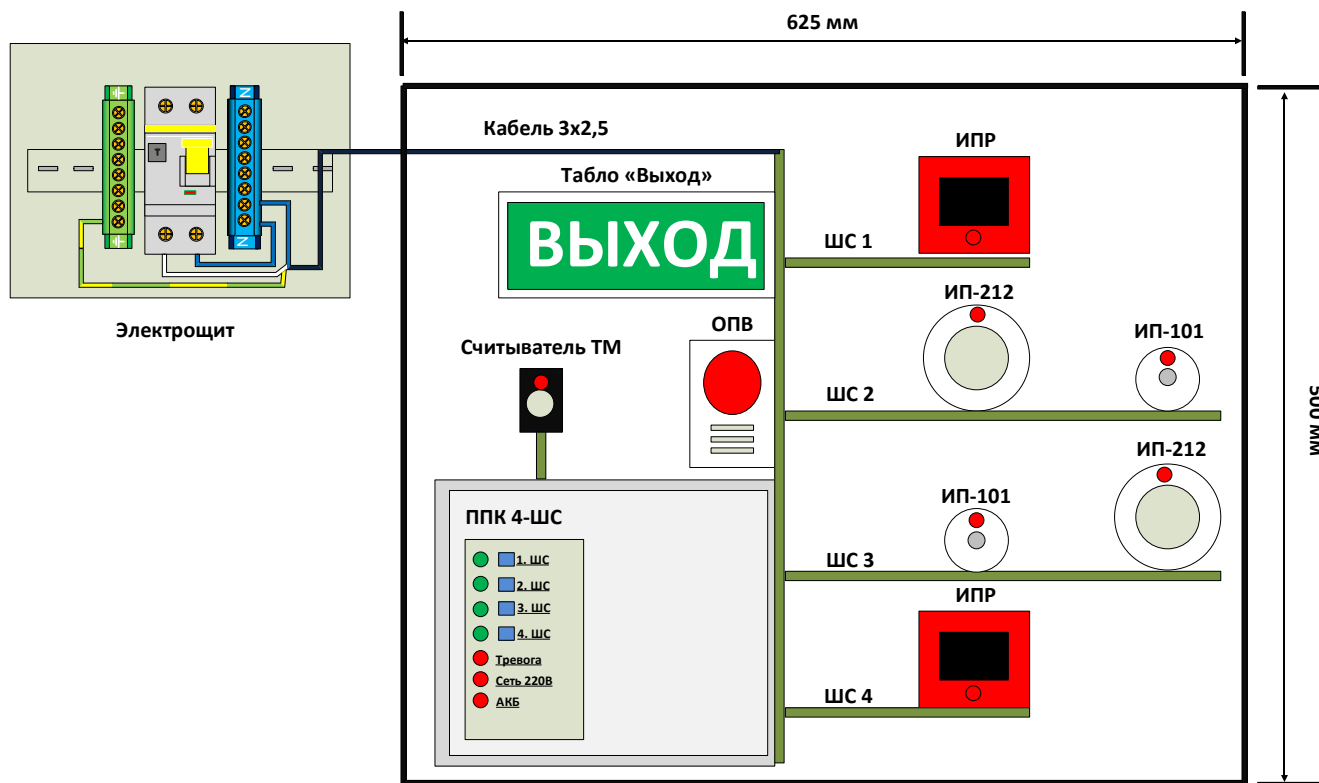 625 мм
N
T
N
Электрощит
Кабель 3х2,5
Табло «Выход»
ВЫХОД
ИПР
ШС 1
ИП-212
ОПВ
ИП-101
Считыватель ТМ
ШС 2
500 мм
ИП-212
ИП-101
ППК 4-ШС
1. ШС
2. ШС
3. ШС
4. ШС
Тревога
Сеть 220В
АКБ
ШС 3
ИПР
ШС 4